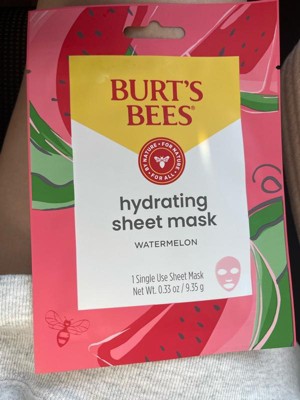 BURT'S
BEES®
BY NATURE • FOR NATURE • FOR ALL •
hydrating
sheet mask
WATERMELON
1 Single Use Sheet Mask
Net Wt. 0.33 oz / 9.35 g